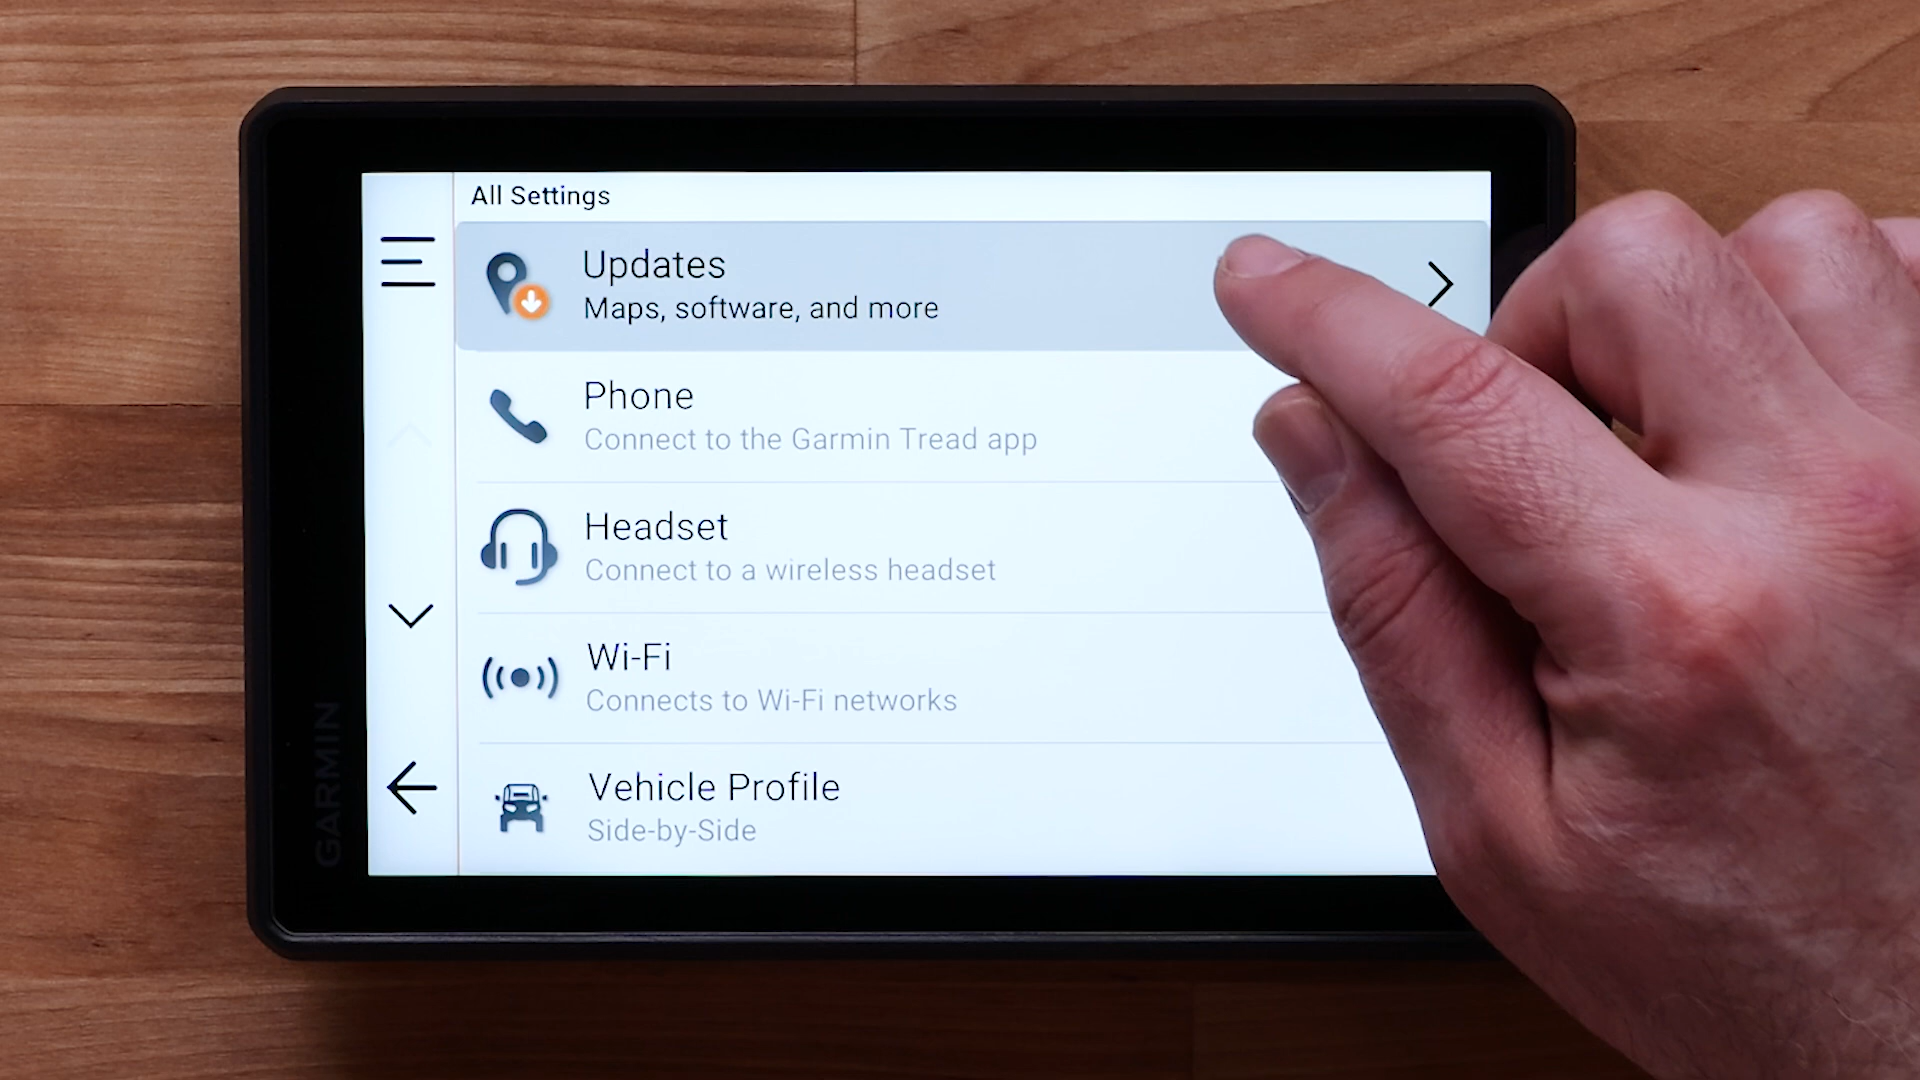 All Settings
Updates
Maps, software, and more
Phone
Connect to the Garmin Tread app
Headset
Connect to a wireless headset
Wi-Fi
Connects to Wi-Fi networks
Vehicle Profile
Side-by-Side
GARMIN